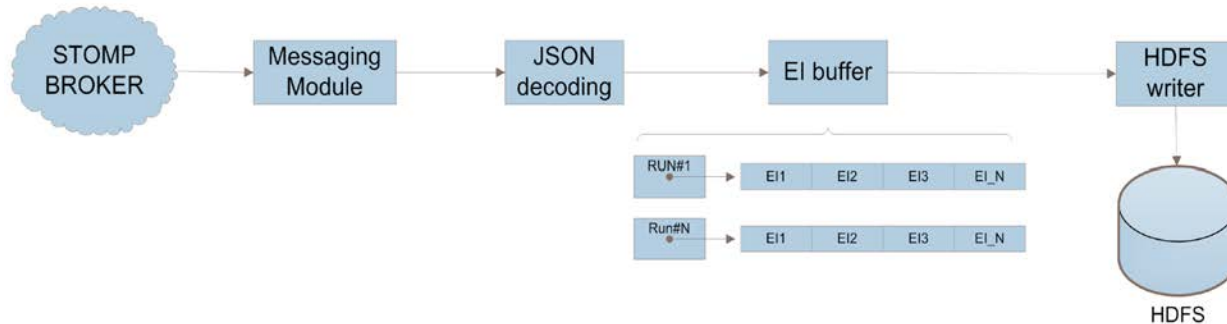 STOMP
BROKER
Messaging
Module
JSON
decoding
EI buffer
HDFS
writer
RUN#1
EI1 EI2 EI3 EI_N
Run#N
EI1 EI2 EI3 EI_N
HDFS